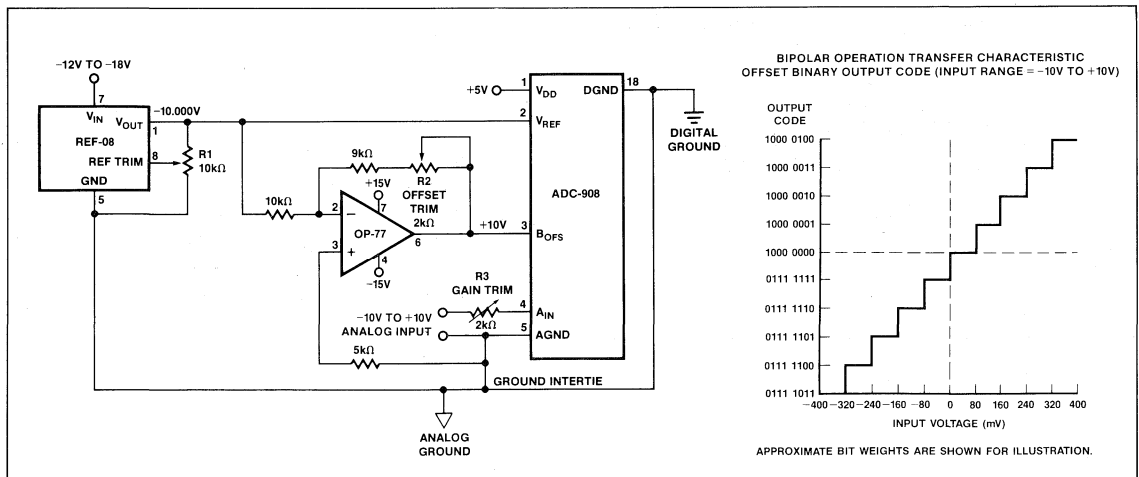 −12V TO −18V
7
V_IN
V_OUT
−10.000V
1
REF-08
REF TRIM
8
GND
5
R1
10kΩ
10kΩ
9kΩ
R2
OFFSET
TRIM
+15V
2
−
7
OP-77
2kΩ
6
3
+
4
−15V
+10V
5kΩ
R3
GAIN TRIM
−10V TO +10V
ANALOG INPUT
2kΩ
GROUND INTERTIE
ANALOG
GROUND
+5V
1
V_DD
DGND
18
2
V_REF
ADC-908
3
B_OFS
4
A_IN
5
AGND
DIGITAL
GROUND
BIPOLAR OPERATION TRANSFER CHARACTERISTIC
OFFSET BINARY OUTPUT CODE (INPUT RANGE = −10V TO +10V)
OUTPUT
CODE
1000 0100
1000 0011
1000 0010
1000 0001
1000 0000
0111 1111
0111 1110
0111 1101
0111 1100
0111 1011
−400 −320 −240 −160 −80 0 80 160 240 320 400
INPUT VOLTAGE (mV)
APPROXIMATE BIT WEIGHTS ARE SHOWN FOR ILLUSTRATION.